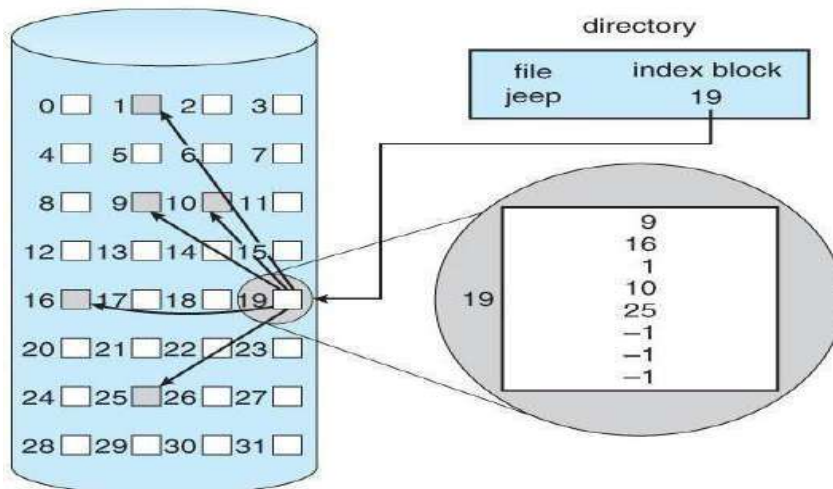 directory
file index block
jeep 19
0 1 2 3
4 5 6 7
8 9 10 11
12 13 14 15
16 17 18 19
20 21 22 23
24 25 26 27
28 29 30 31
19
9
16
1
10
25
−1
−1
−1